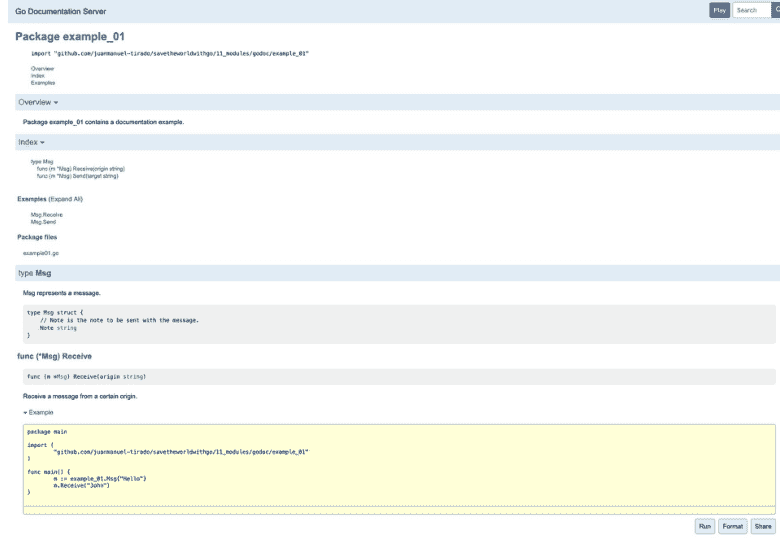 Go Documentation Server
Play
Search
Package example_01
import "github.com/juanmanuel-tirado/savetheworldwithgo/11_modules/godoc/example_01"
Overview
Index
Examples
Overview ▾
Package example_01 contains a documentation example.
Index ▾
type Msg
func (m *Msg) Receive(origin string)
func (m *Msg) Send(target string)
Examples (Expand All)
Msg.Receive
Msg.Send
Package files
example01.go
type Msg
Msg represents a message.
type Msg struct {
// Note is the note to be sent with the message.
Note string
}
func (*Msg) Receive
func (m *Msg) Receive(origin string)
Receive a message from a certain origin.
▾ Example
package main
import (
"github.com/juanmanuel-tirado/savetheworldwithgo/11_modules/godoc/example_01"
)
func main() {
m := example_01.Msg{"Hello"}
m.Receive("John")
}
Run
Format
Share